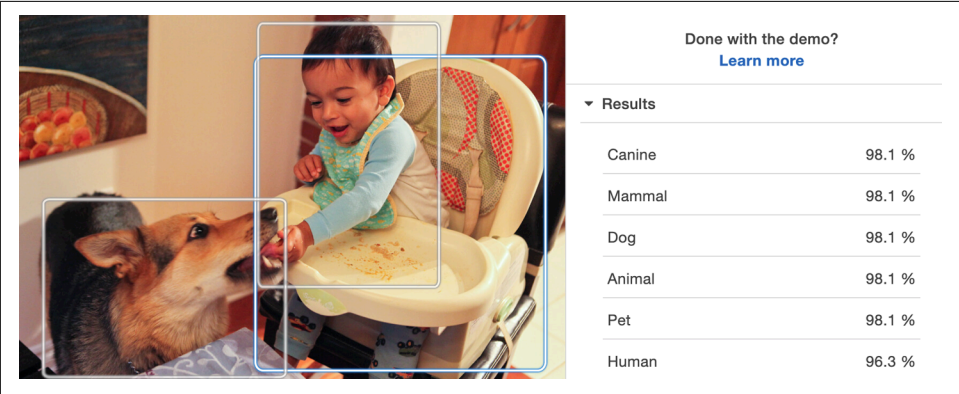 Done with the demo?
Learn more
Results
Canine 98.1 %
Mammal 98.1 %
Dog 98.1 %
Animal 98.1 %
Pet 98.1 %
Human 96.3 %